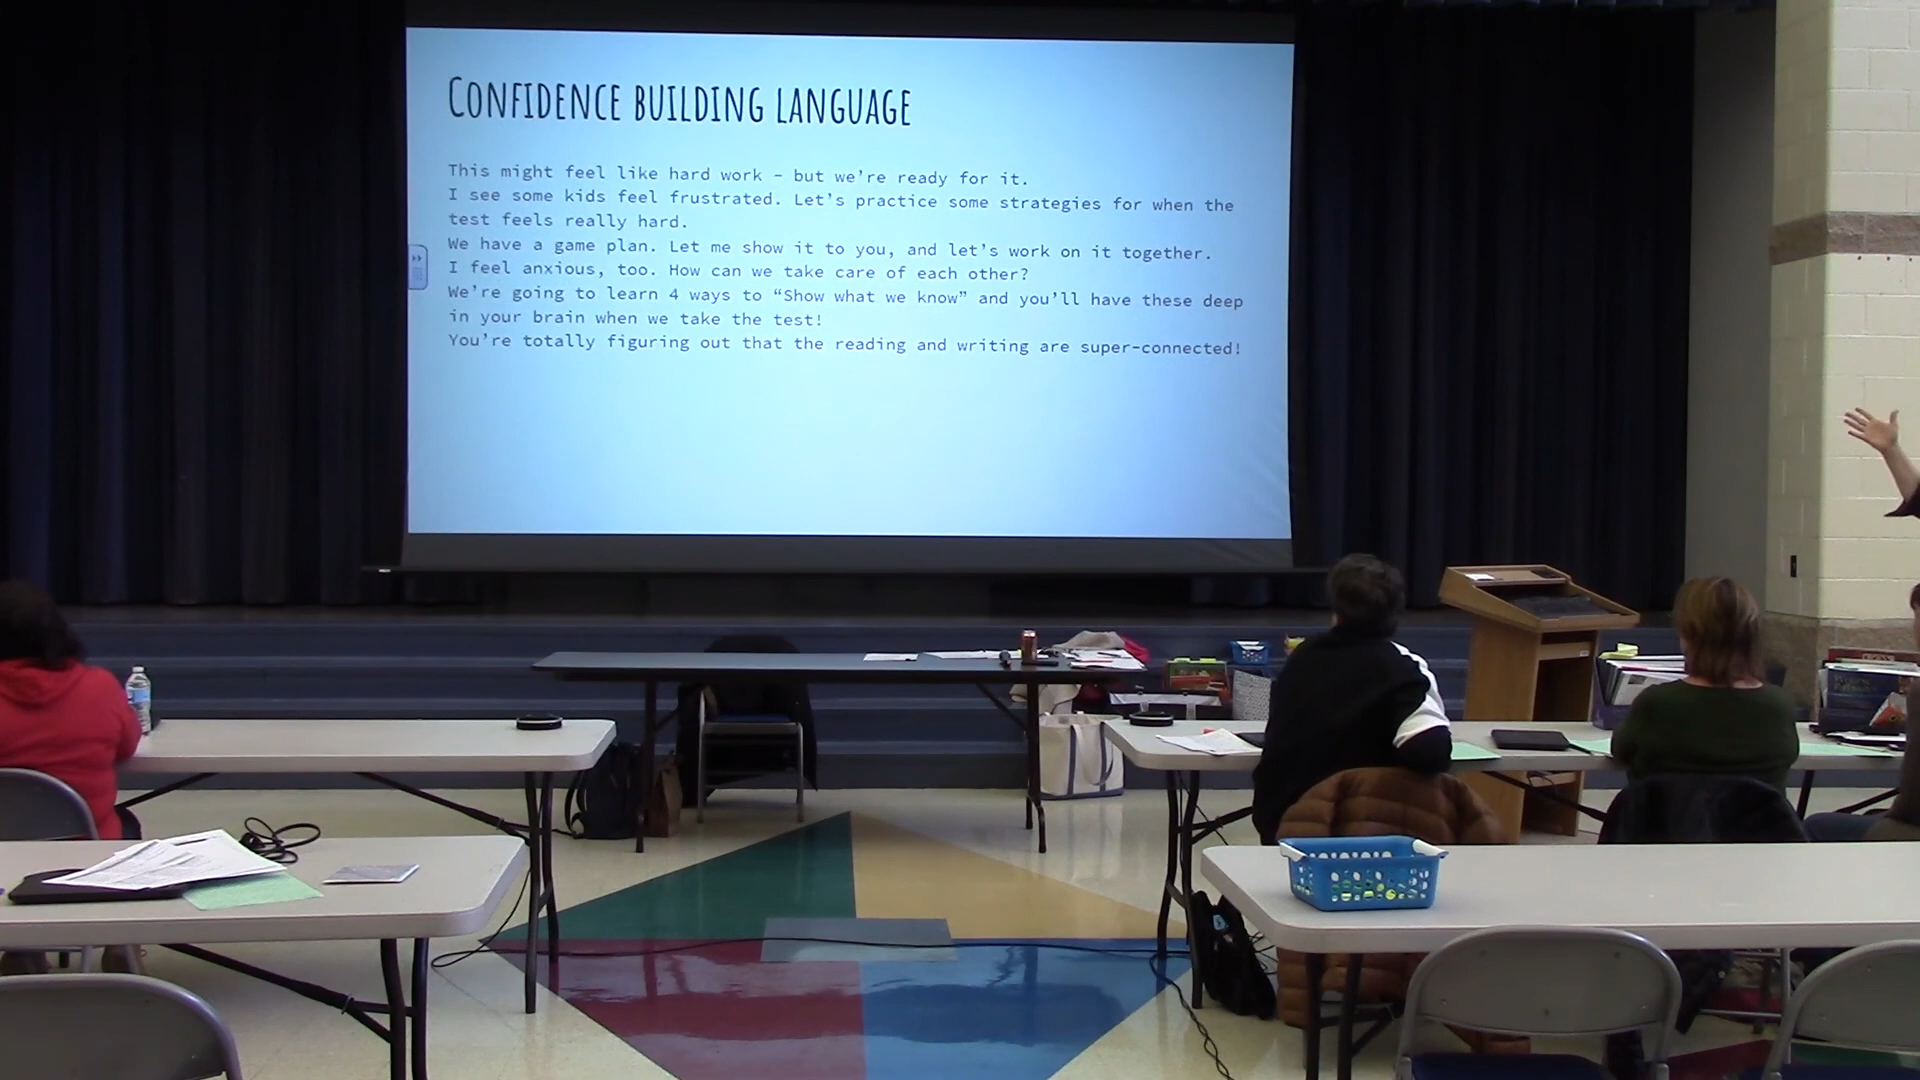 Confidence building language
This might feel like hard work - but we're ready for it.
I see some kids feel frustrated. Let's practice some strategies for when the
test feels really hard.
We have a game plan. Let me show it to you, and let's work on it together.
I feel anxious, too. How can we take care of each other?
We're going to learn 4 ways to “Show what we know” and you'll have these deep
in your brain when we take the test!
You're totally figuring out that the reading and writing are super-connected!